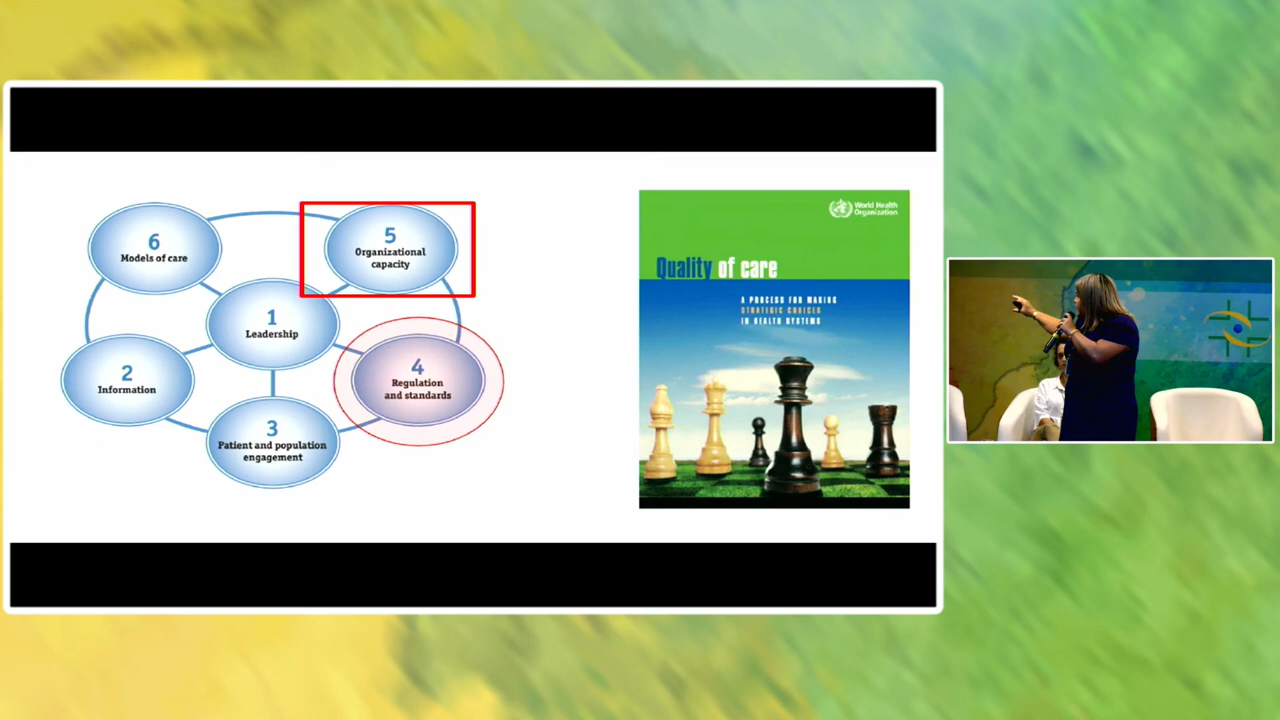 6
Models of care
5
Organizational
capacity
1
Leadership
2
Information
4
Regulation
and standards
3
Patient and population
engagement
World Health
Organization
Quality of care
A PROCESS FOR MAKING
STRATEGIC CHOICES
IN HEALTH SYSTEMS